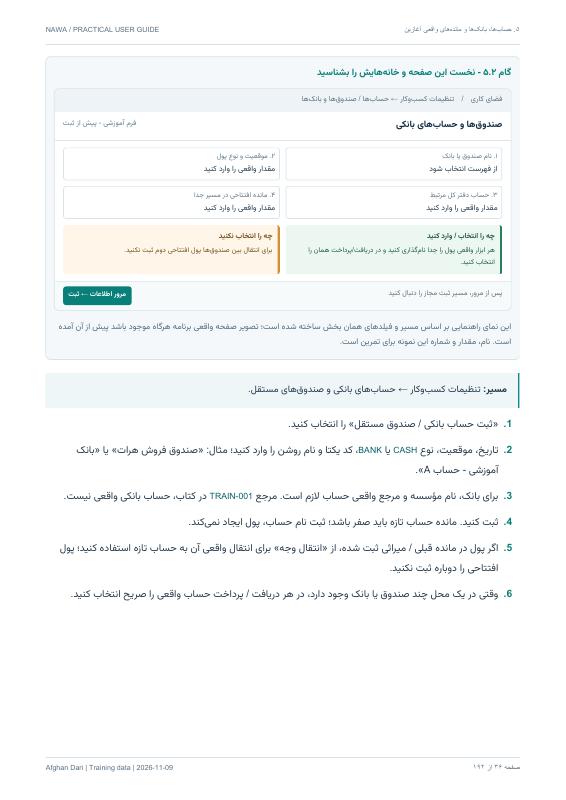 NAWA / PRACTICAL USER GUIDE
۵. حساب‌ها، بانک‌ها و مانده‌های واقعی آغازین
گام ۵.۲ - نخست این صفحه و خانه‌هایش را بشناسید
فضای کاری / تنظیمات کسب‌وکار ← حساب‌ها / صندوق‌ها و بانک‌ها
صندوق‌ها و حساب‌های بانکی
فرم آموزشی - پیش از ثبت
۱. نام صندوق یا بانک
از فهرست انتخاب شود
۲. موقعیت و نوع پول
مقدار واقعی را وارد کنید
۳. حساب دفتر کل مرتبط
مقدار واقعی را وارد کنید
۴. مانده افتتاحی در مسیر جدا
مقدار واقعی را وارد کنید
چه را انتخاب / وارد کنید
هر ابزار واقعی پول را جدا نام‌گذاری کنید و در دریافت/پرداخت همان را
انتخاب کنید.
چه را انتخاب نکنید
برای انتقال بین صندوق‌ها پول افتتاحی دوم ثبت نکنید.
پس از مرور، مسیر ثبت مجاز را دنبال کنید
مرور اطلاعات ← ثبت
این نمای راهنمایی بر اساس مسیر و فیلدهای همان بخش ساخته شده است؛ تصویر صفحه واقعی برنامه هرگاه موجود باشد پیش از آن آمده
است. نام، مقدار و شماره این نمونه برای تمرین است.
مسیر: تنظیمات کسب‌وکار ← حساب‌های بانکی و صندوق‌های مستقل.
1. «ثبت حساب بانکی / صندوق مستقل» را انتخاب کنید.
2. تاریخ، موقعیت، نوع CASH یا BANK، کد یکتا و نام روشن را وارد کنید؛ مثال: «صندوق فروش هرات» یا «بانک
آموزشی - حساب A».
3. برای بانک، نام مؤسسه و مرجع واقعی حساب لازم است. مرجع TRAIN-001 در کتاب، حساب بانکی واقعی نیست.
4. ثبت کنید. مانده حساب تازه باید صفر باشد؛ ثبت نام حساب، پول ایجاد نمی‌کند.
5. اگر پول در مانده قبلی / میراثی ثبت شده، از «انتقال وجه» برای انتقال واقعی آن به حساب تازه استفاده کنید؛ پول
افتتاحی را دوباره ثبت نکنید.
6. وقتی در یک محل چند صندوق یا بانک وجود دارد، در هر دریافت / پرداخت حساب واقعی را صریح انتخاب کنید.
Afghan Dari | Training data | 2026-11-09
صفحه ۳۶ از ۱۹۲